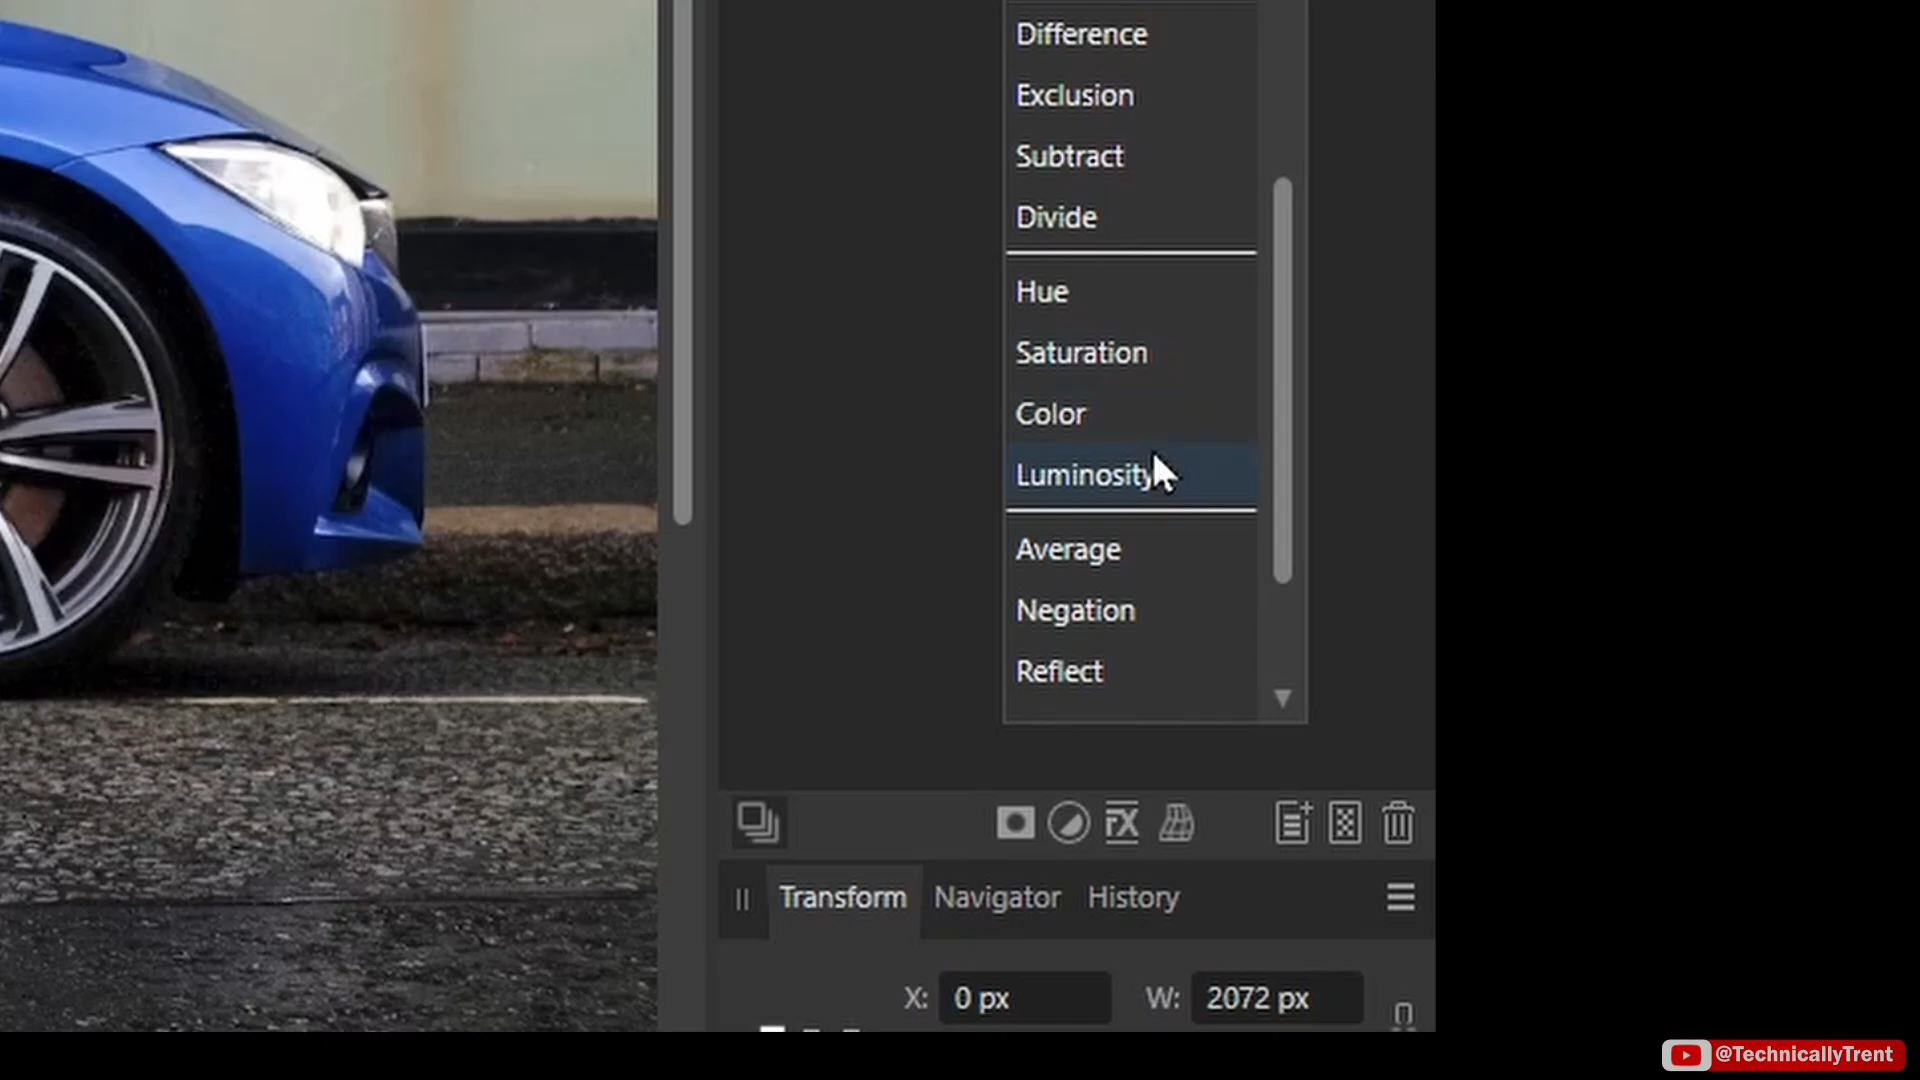 Difference
Exclusion
Subtract
Divide
Hue
Saturation
Color
Luminosity
Average
Negation
Reflect
FX
Transform Navigator History
X: 0 px W: 2072 px
@TechnicallyTrent